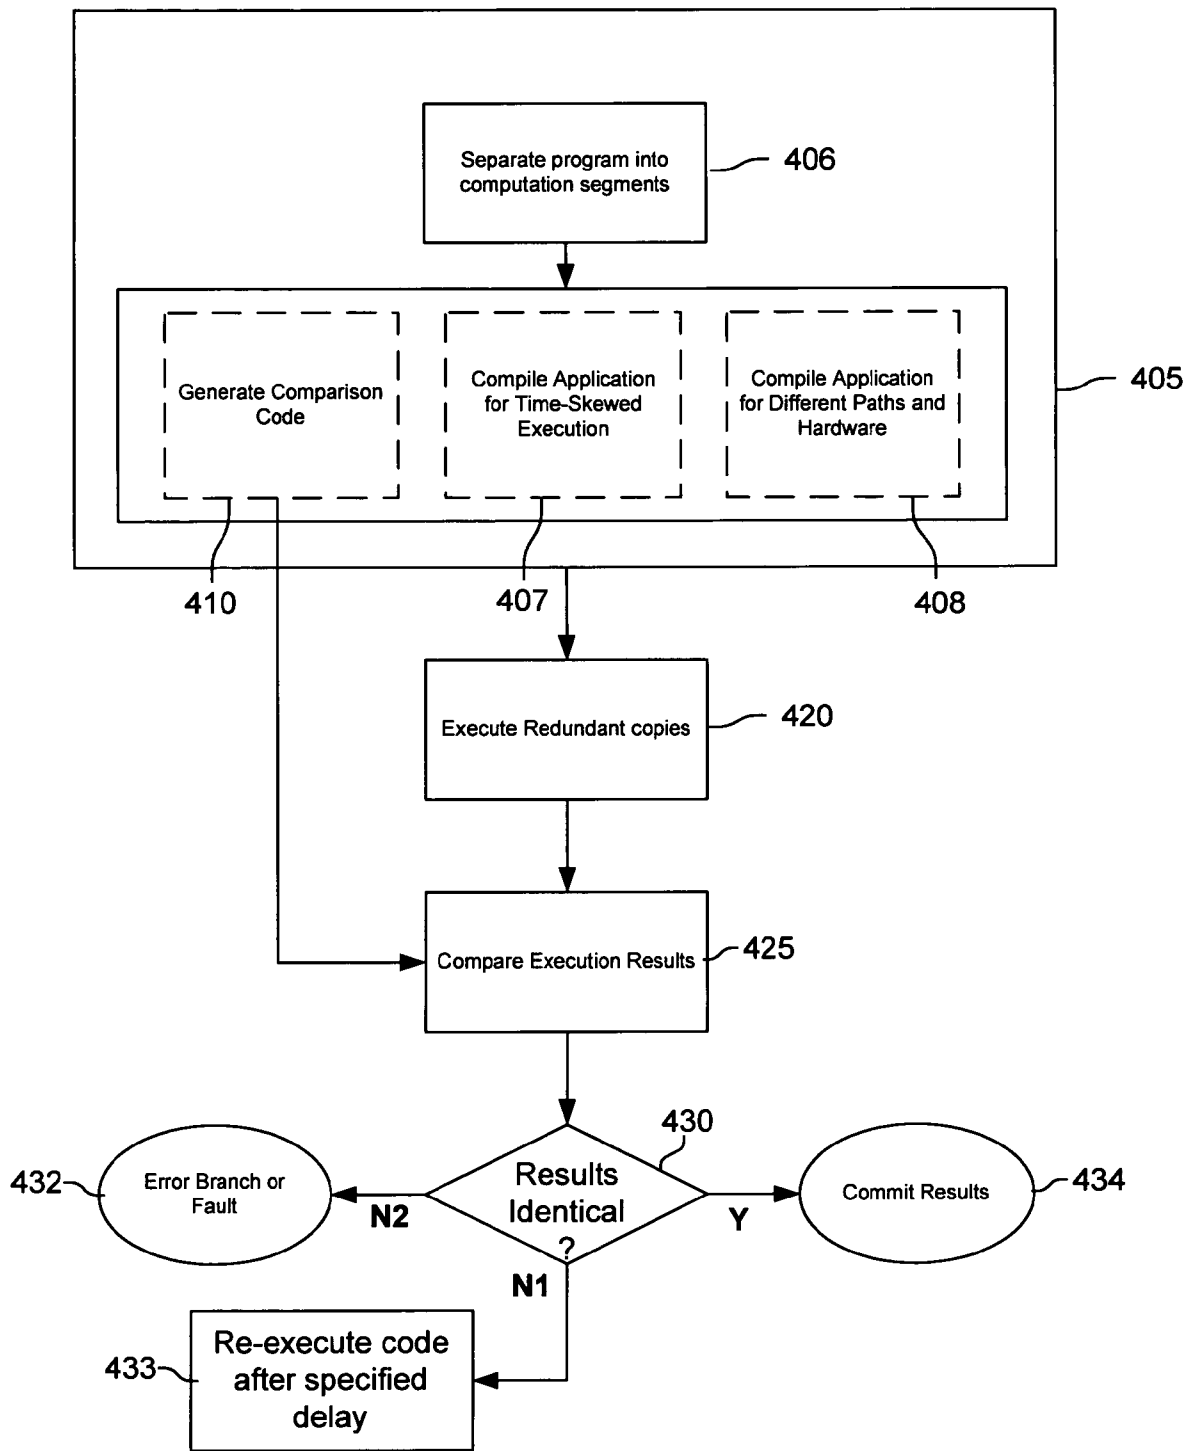 Separate program into
computation segments
406
Generate Comparison
Code
Compile Application
for Time-Skewed
Execution
Compile Application
for Different Paths and
Hardware
405
410
407
408
Execute Redundant copies
420
Compare Execution Results
425
430
Results
Identical
?
432
Error Branch or
Fault
N2
Y
Commit Results
434
N1
433
Re-execute code
after specified
delay